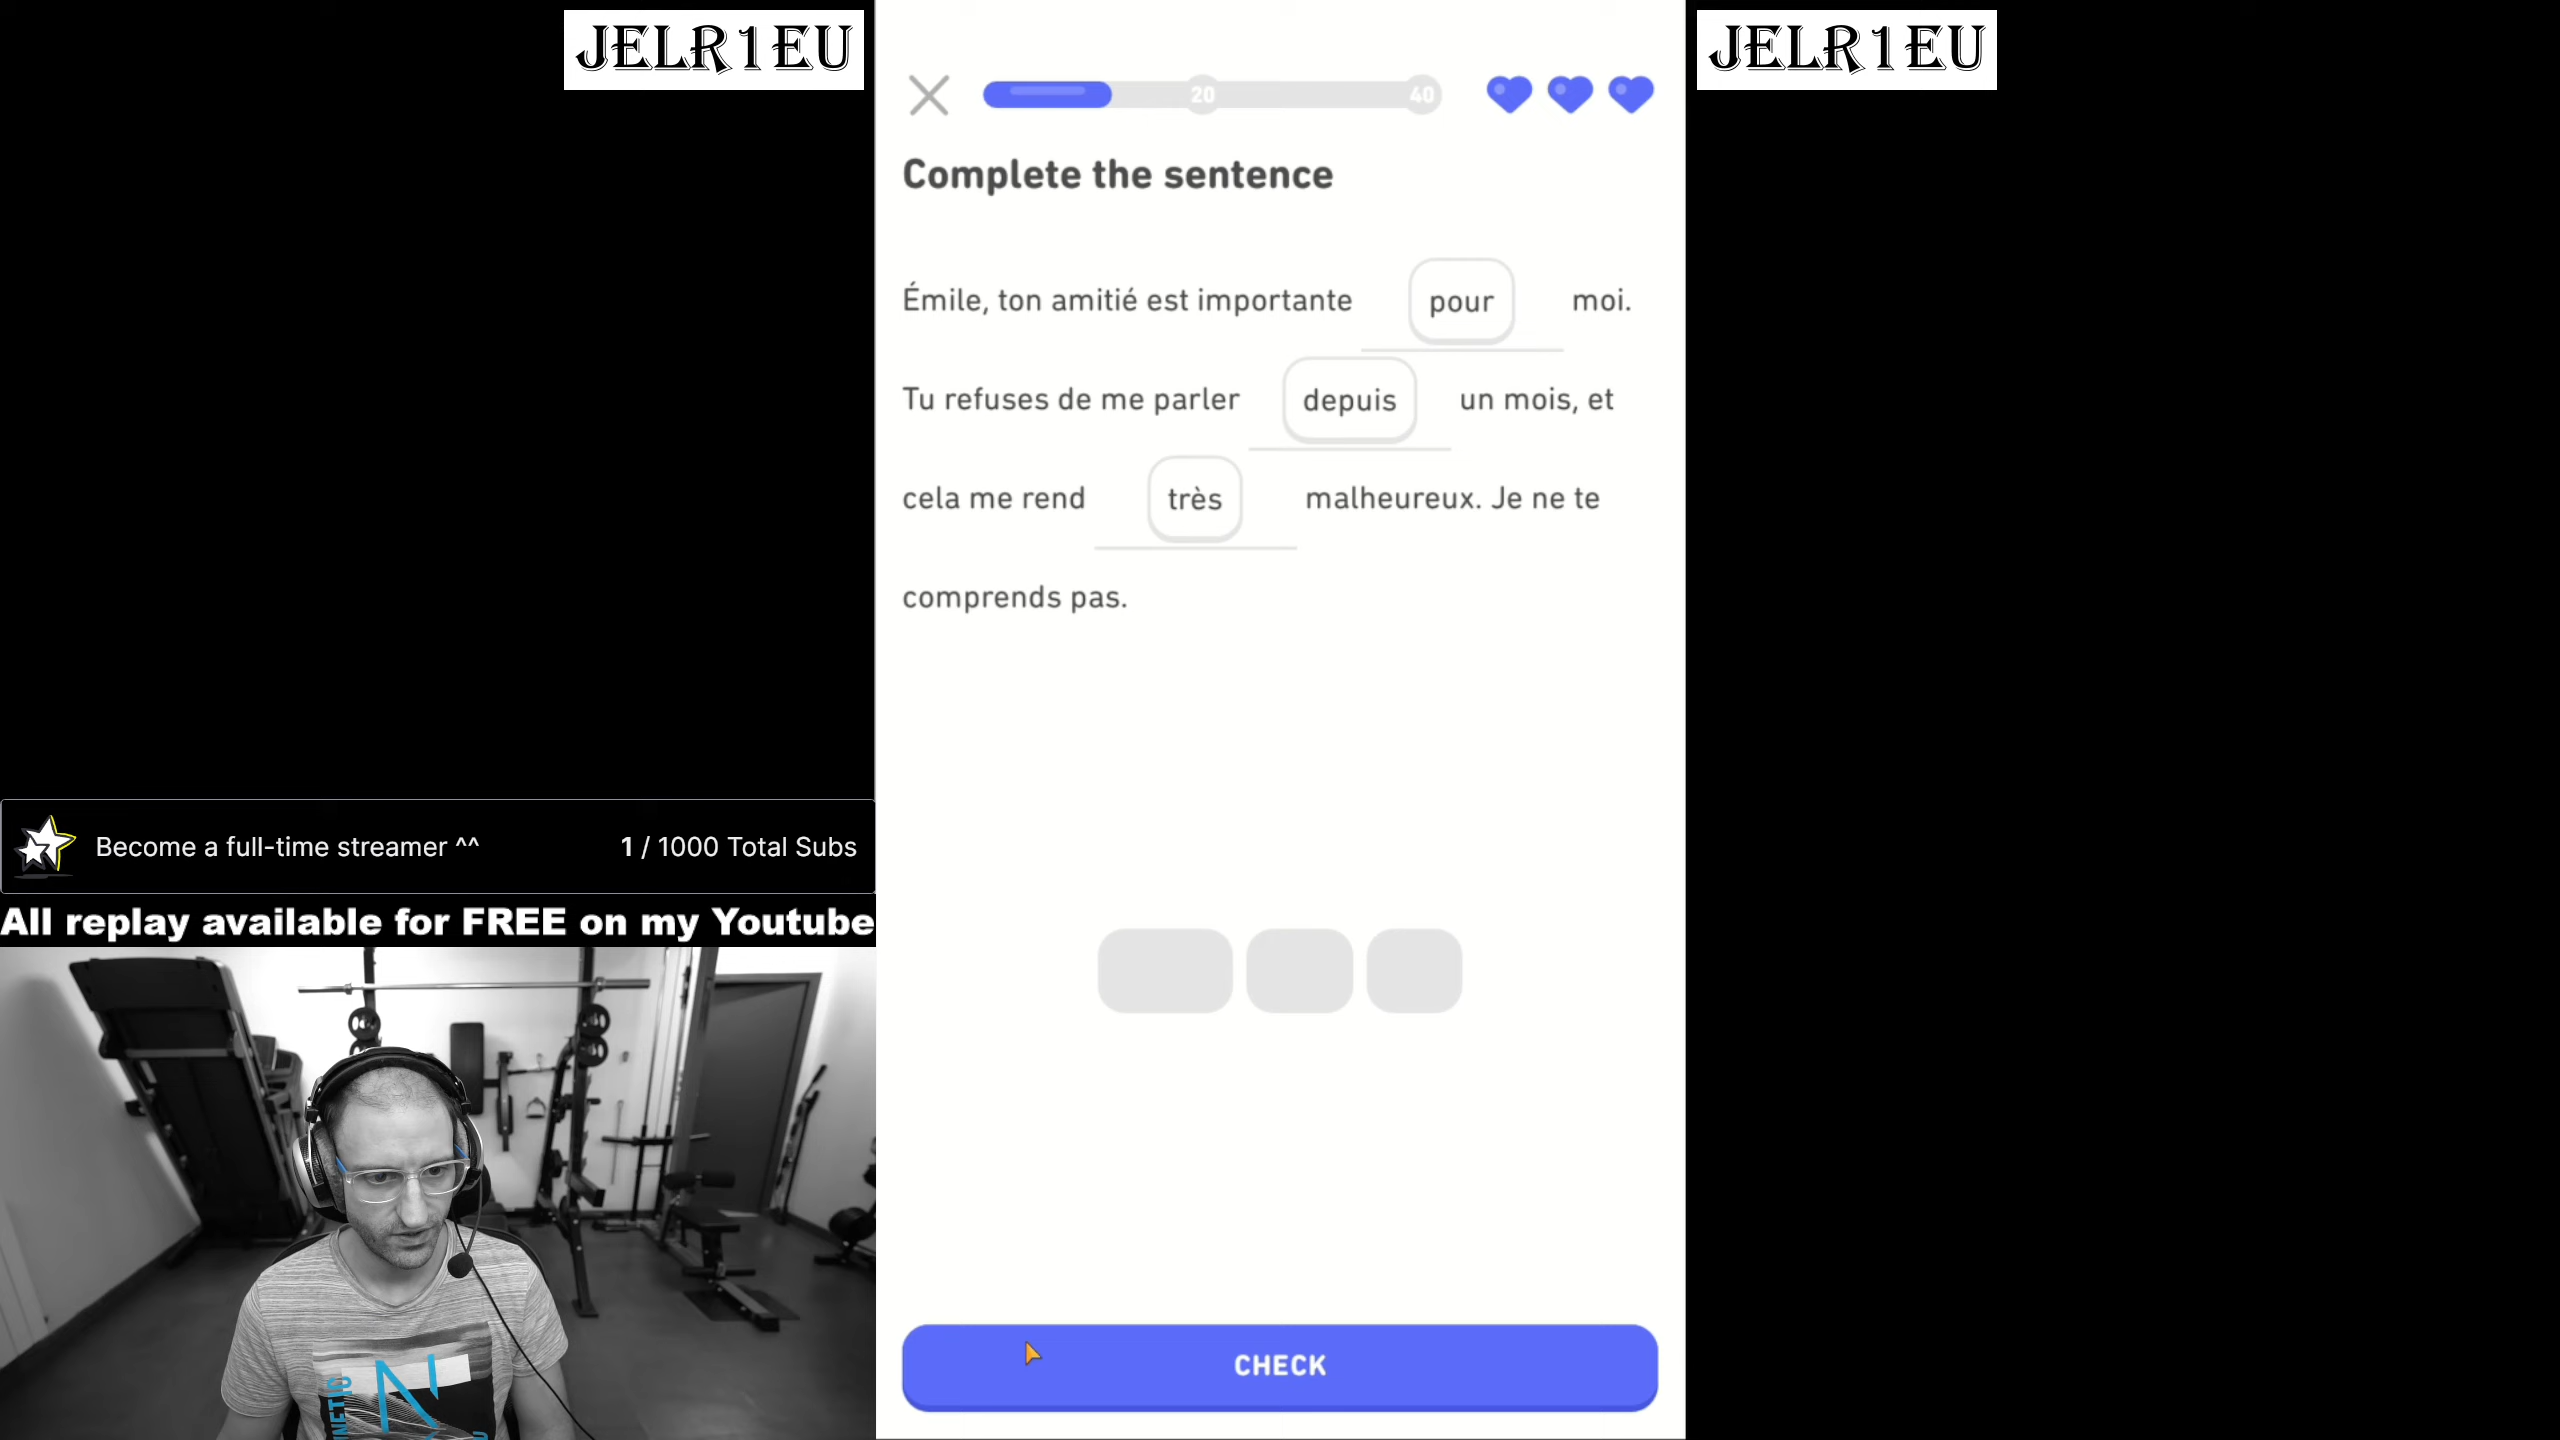 JELR1EU
JELR1EU
20
40
Complete the sentence
Émile, ton amitié est importante pour moi.
Tu refuses de me parler depuis un mois, et
cela me rend très malheureux. Je ne te
comprends pas.
Become a full-time streamer ^^ 1 / 1000 Total Subs
All replay available for FREE on my Youtube
CHECK